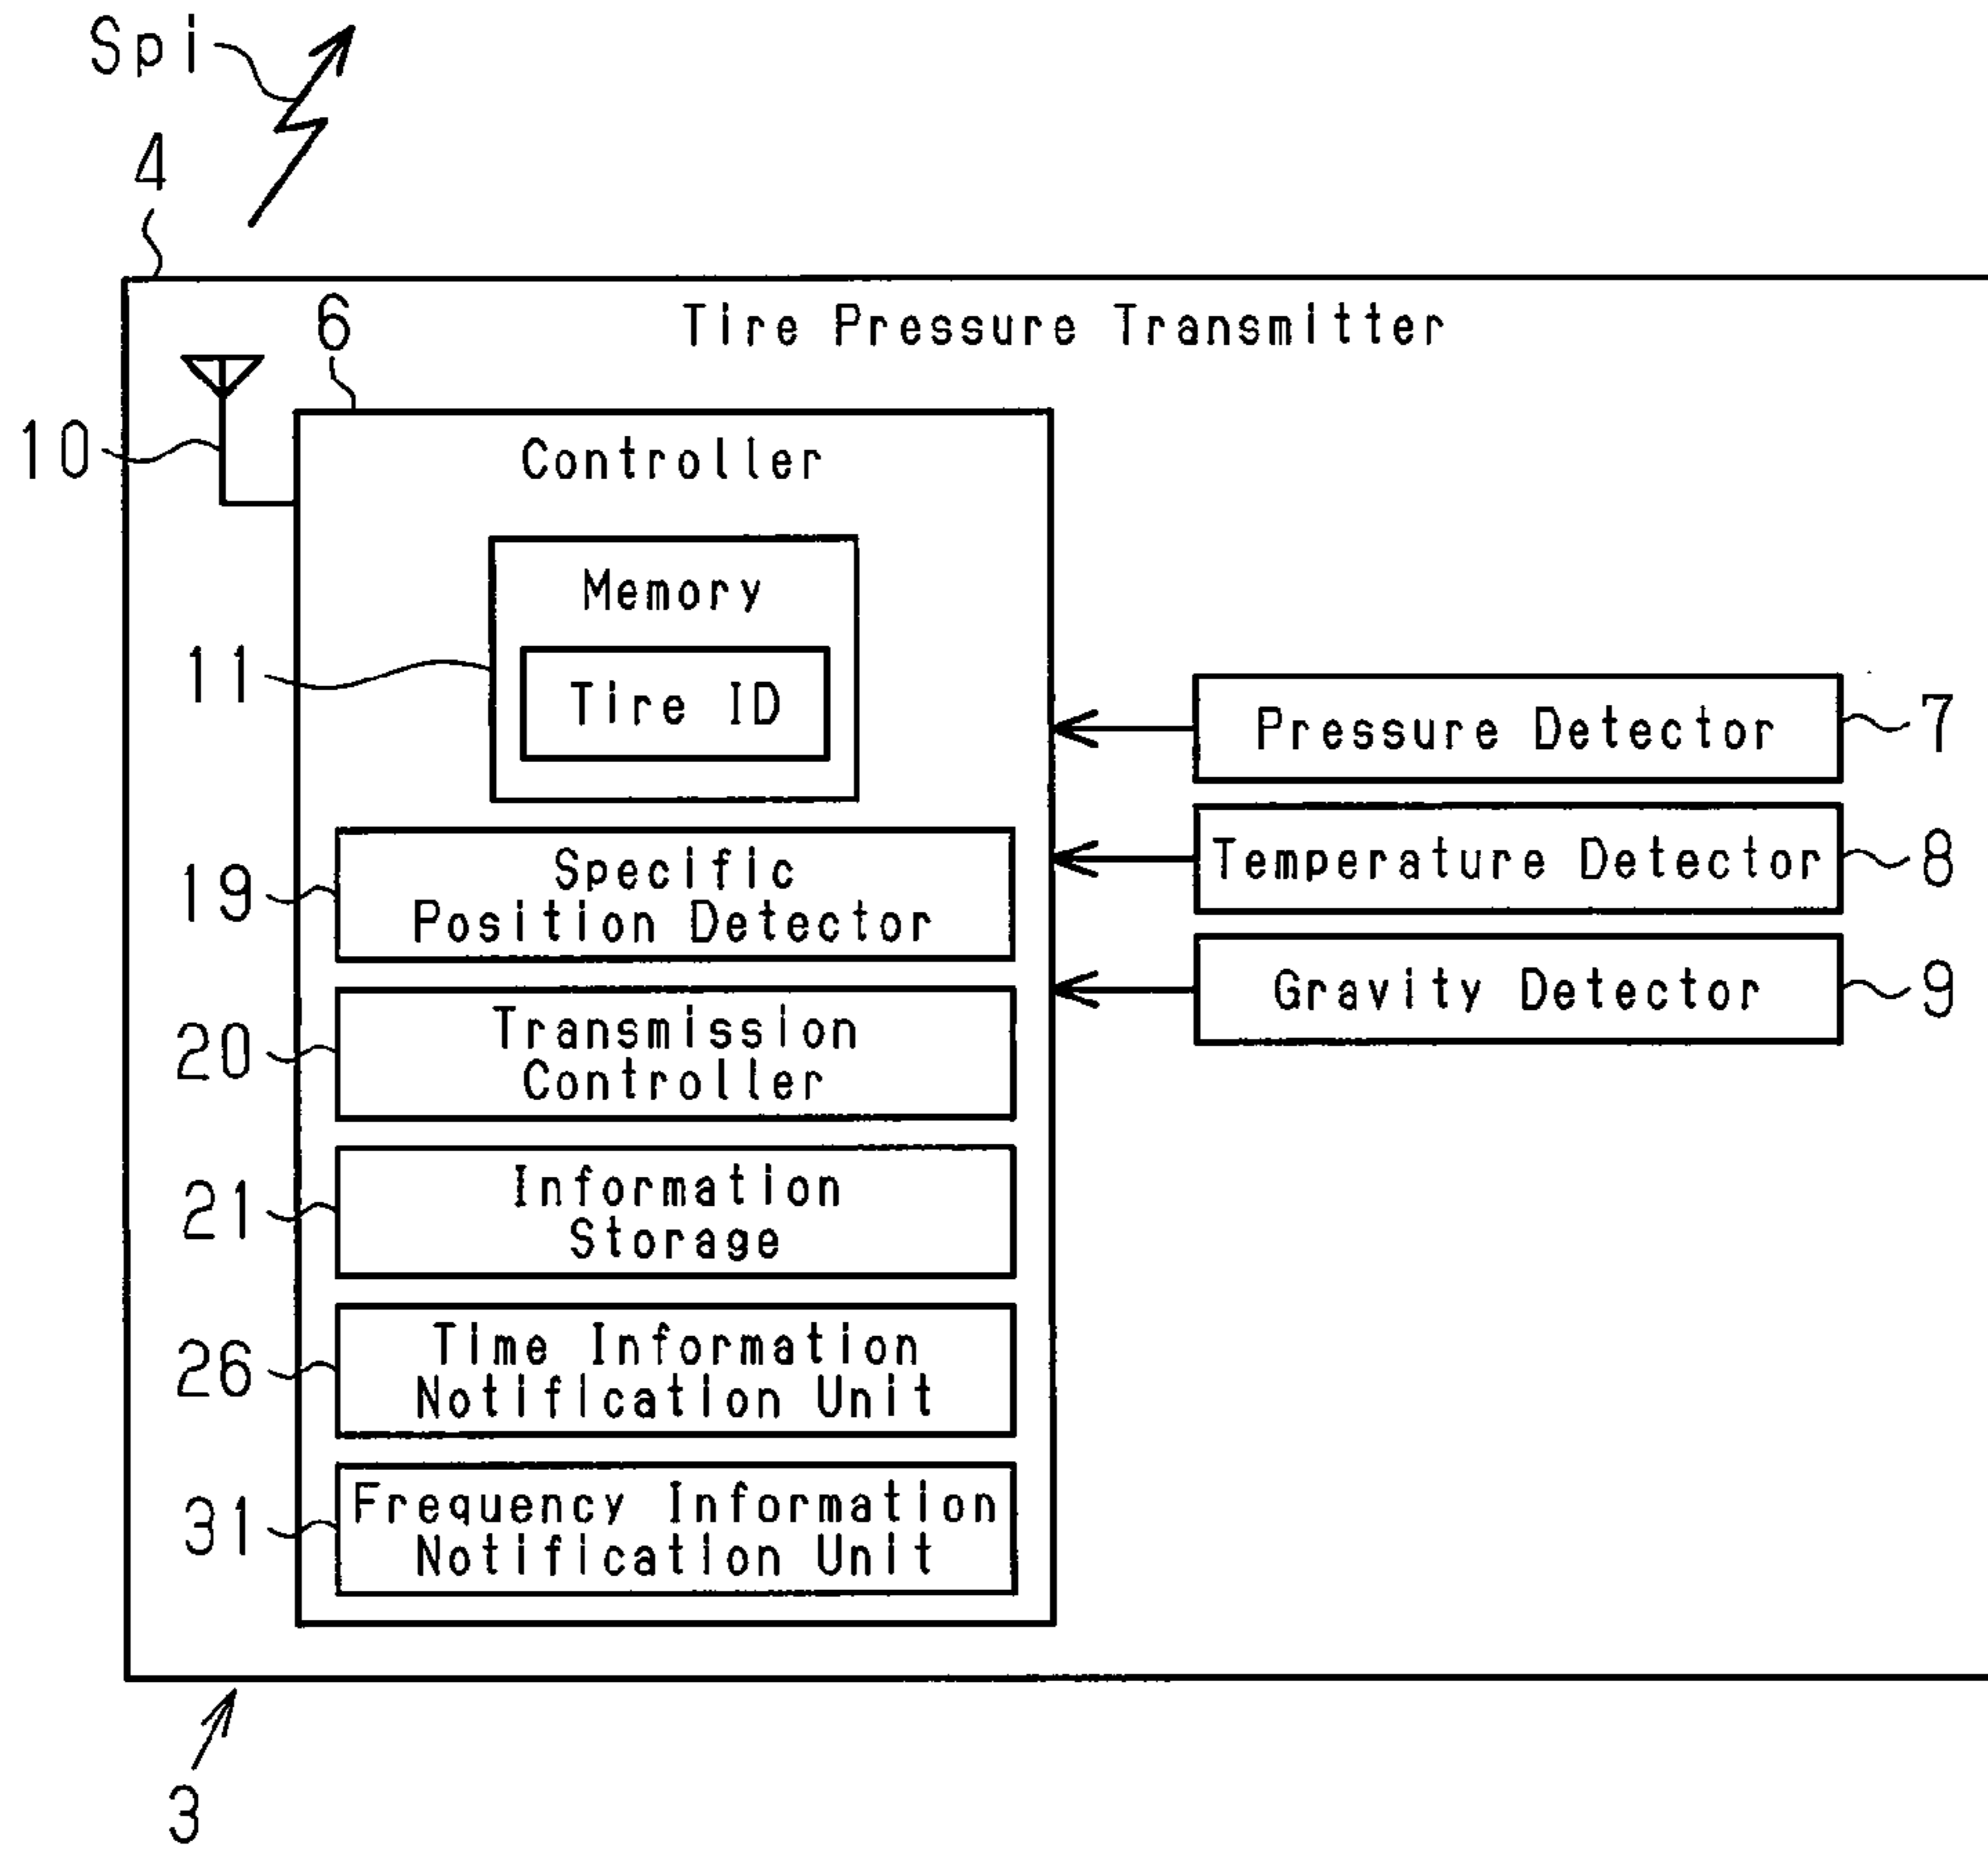 Spi
4
Tire Pressure Transmitter
6
10
Controller
Memory
11
Tire ID
Pressure Detector
7
Temperature Detector
8
Gravity Detector
9
19
Specific
Position Detector
20
Transmission
Controller
21
Information
Storage
26
Time Information
Notification Unit
31
Frequency Information
Notification Unit
3